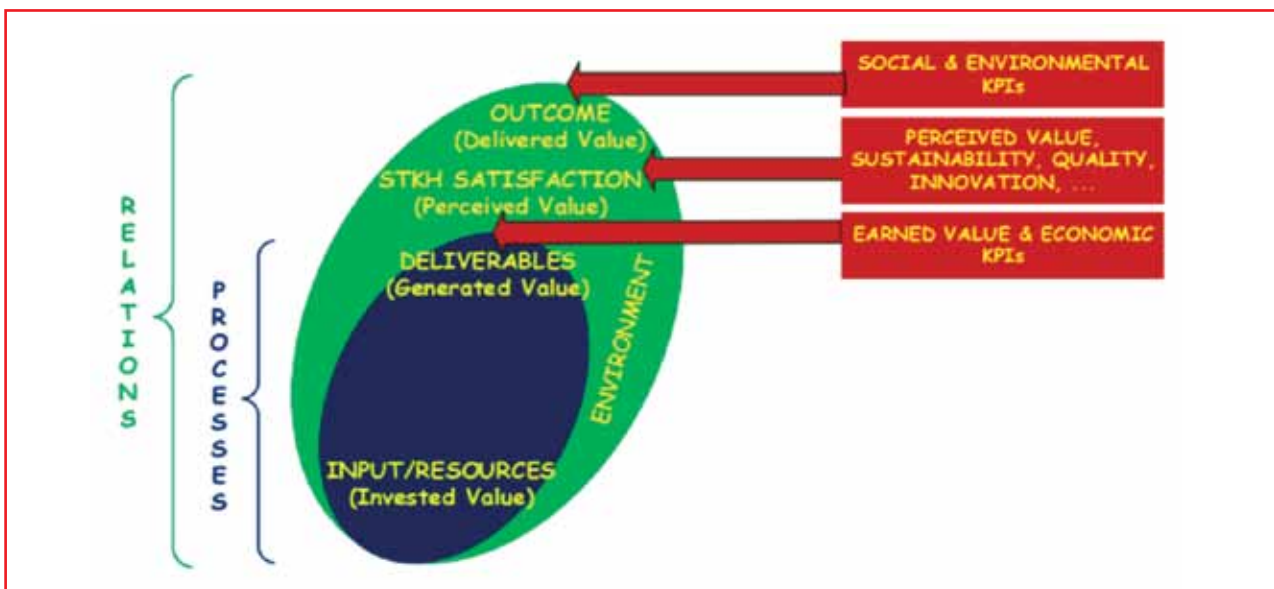 SOCIAL & ENVIRONMENTAL
KPIs
OUTCOME
(Delivered Value)
PERCEIVED VALUE,
SUSTAINABILITY, QUALITY,
INNOVATION, ...
STKH SATISFACTION
(Perceived Value)
EARNED VALUE & ECONOMIC
KPIs
DELIVERABLES
(Generated Value)
ENVIRONMENT
RELATIONS
PROCESSES
INPUT/RESOURCES
(Invested Value)